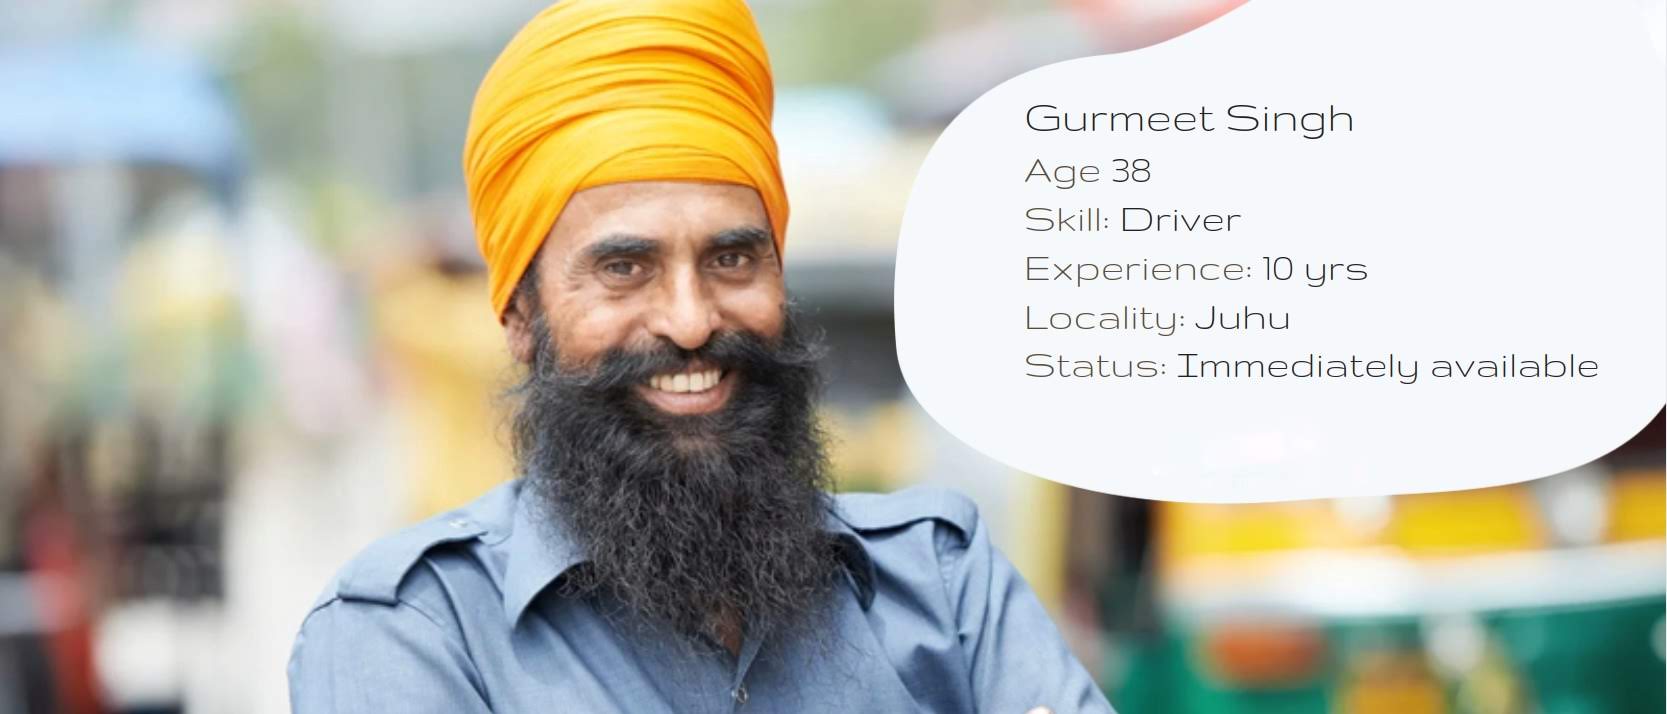 Gurmeet Singh
Age 38
Skill: Driver
Experience: 10 yrs
Locality: Juhu
Status: Immediately available